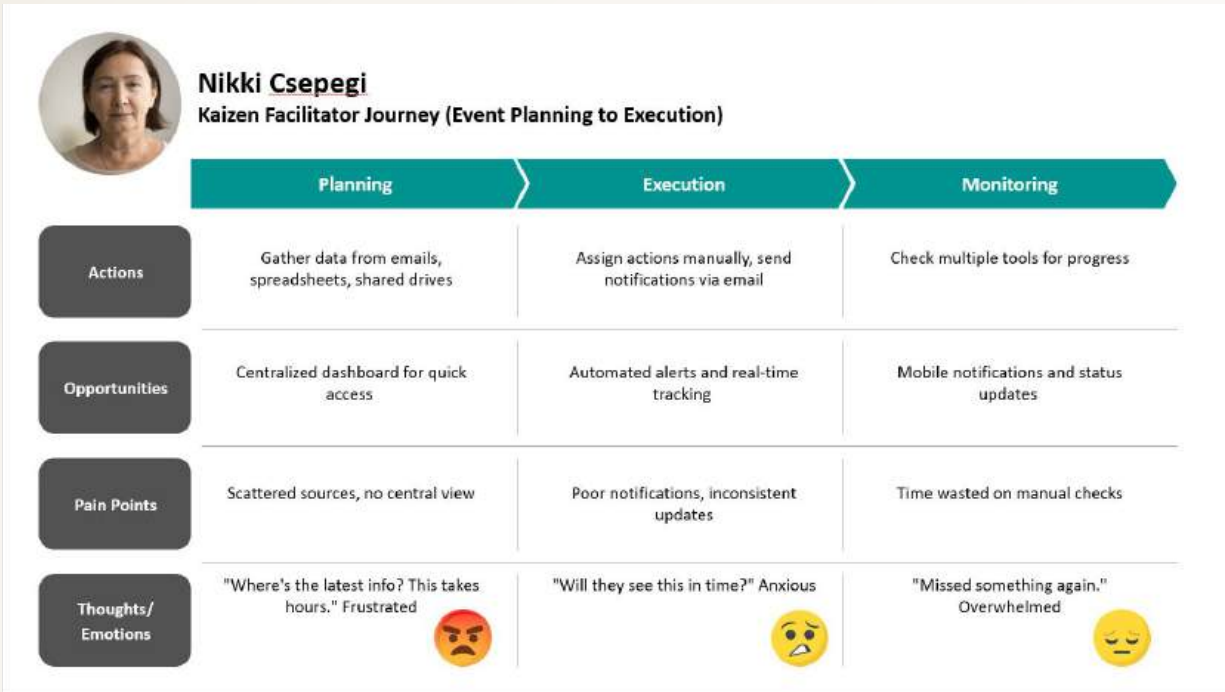 Nikki Csepegi
Kaizen Facilitator Journey (Event Planning to Execution)
Planning
Execution
Monitoring
Actions
Gather data from emails,
spreadsheets, shared drives
Assign actions manually, send
notifications via email
Check multiple tools for progress
Opportunities
Centralized dashboard for quick
access
Automated alerts and real-time
tracking
Mobile notifications and status
updates
Pain Points
Scattered sources, no central view
Poor notifications, inconsistent
updates
Time wasted on manual checks
Thoughts/
Emotions
"Where's the latest info? This takes
hours." Frustrated
"Will they see this in time?" Anxious
"Missed something again."
Overwhelmed